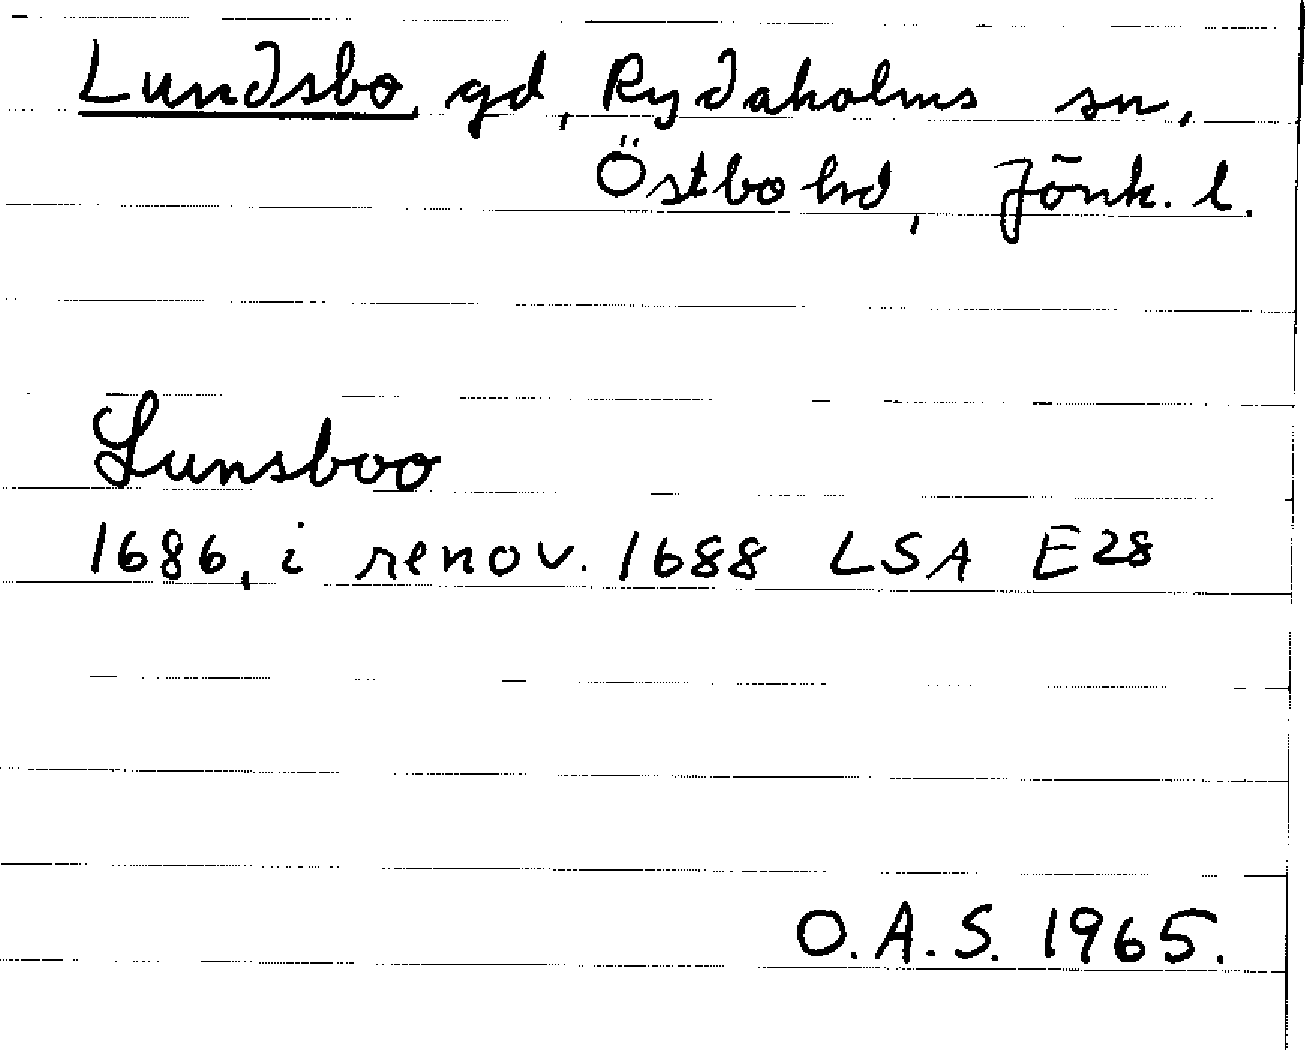 Lundsbo, gd, Rydaholms sn,
Östbo hd, Jönk. l.
Lunsboo
1686, i renov. 1688 LSA E28
O.A.S. 1965.